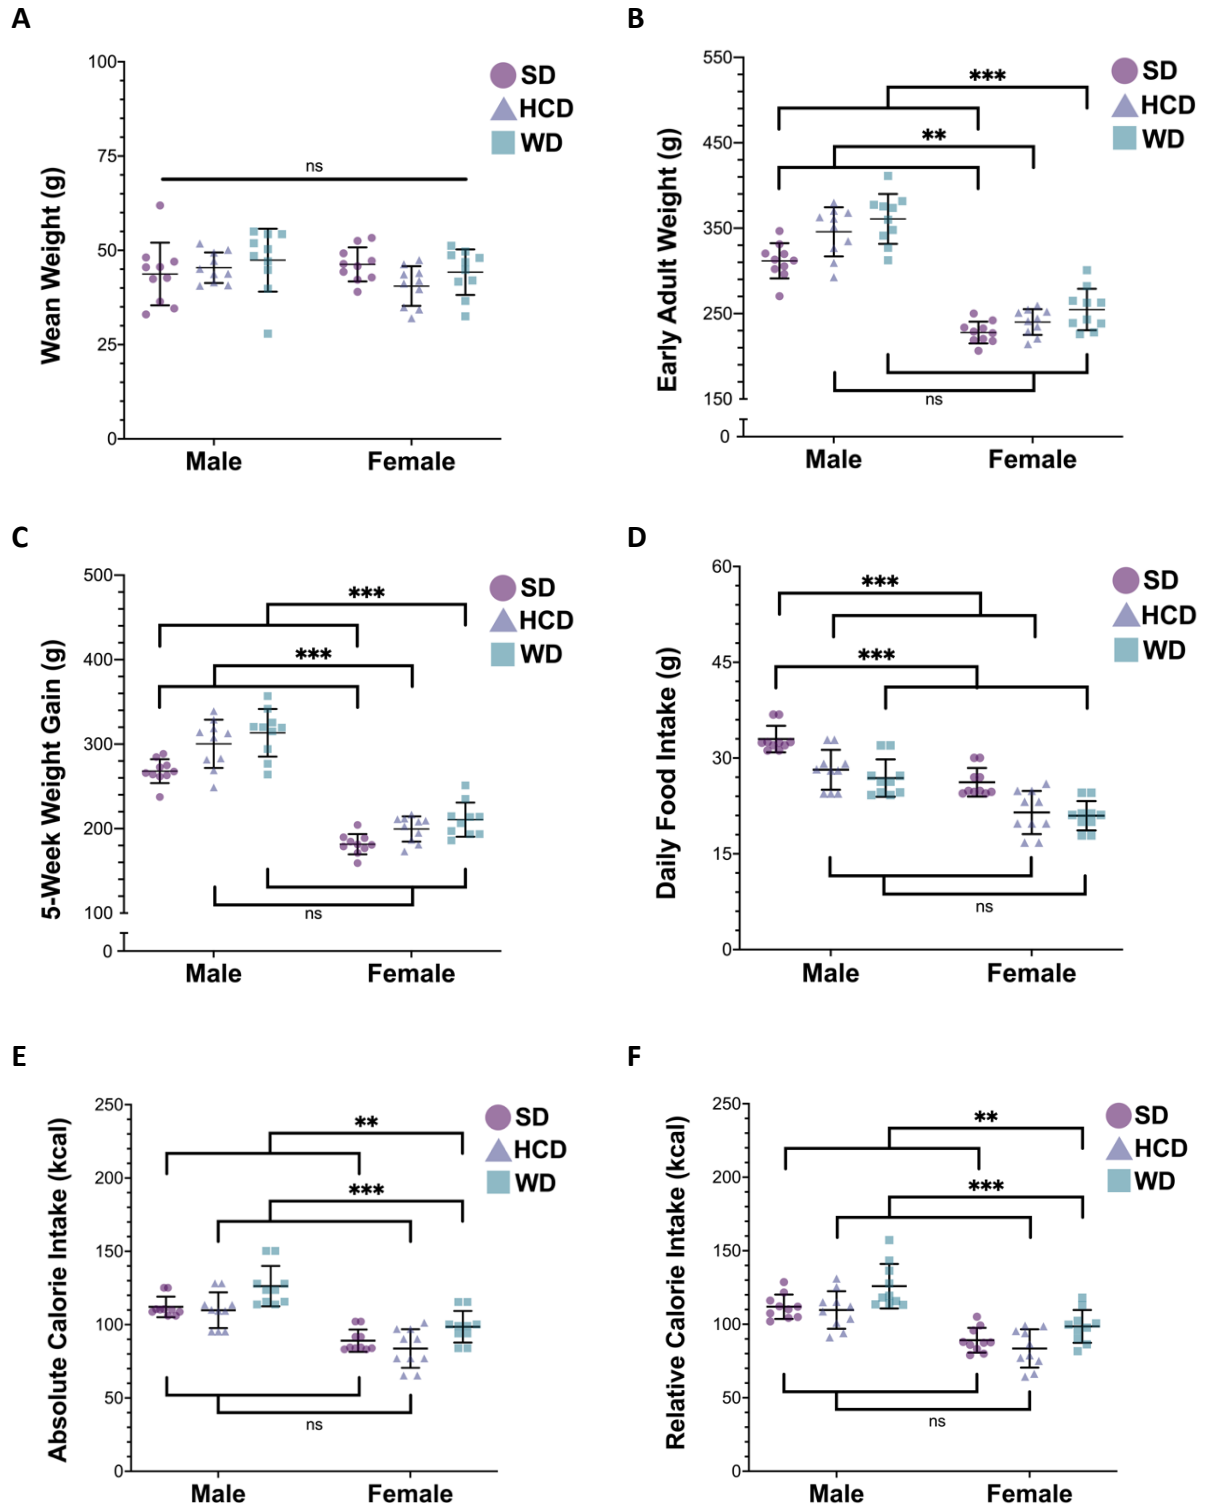 A
Wean Weight (g)
100
75
50
25
0
ns
SD
HCD
WD
Male Female
B
Early Adult Weight (g)
550
450
350
250
150
0
***
**
ns
SD
HCD
WD
Male Female
C
5-Week Weight Gain (g)
500
400
300
200
100
0
***
***
ns
SD
HCD
WD
Male Female
D
Daily Food Intake (g)
60
45
30
15
0
***
***
ns
SD
HCD
WD
Male Female
E
Absolute Calorie Intake (kcal)
250
200
150
100
50
0
**
***
ns
SD
HCD
WD
Male Female
F
Relative Calorie Intake (kcal)
250
200
150
100
50
0
**
***
ns
SD
HCD
WD
Male Female